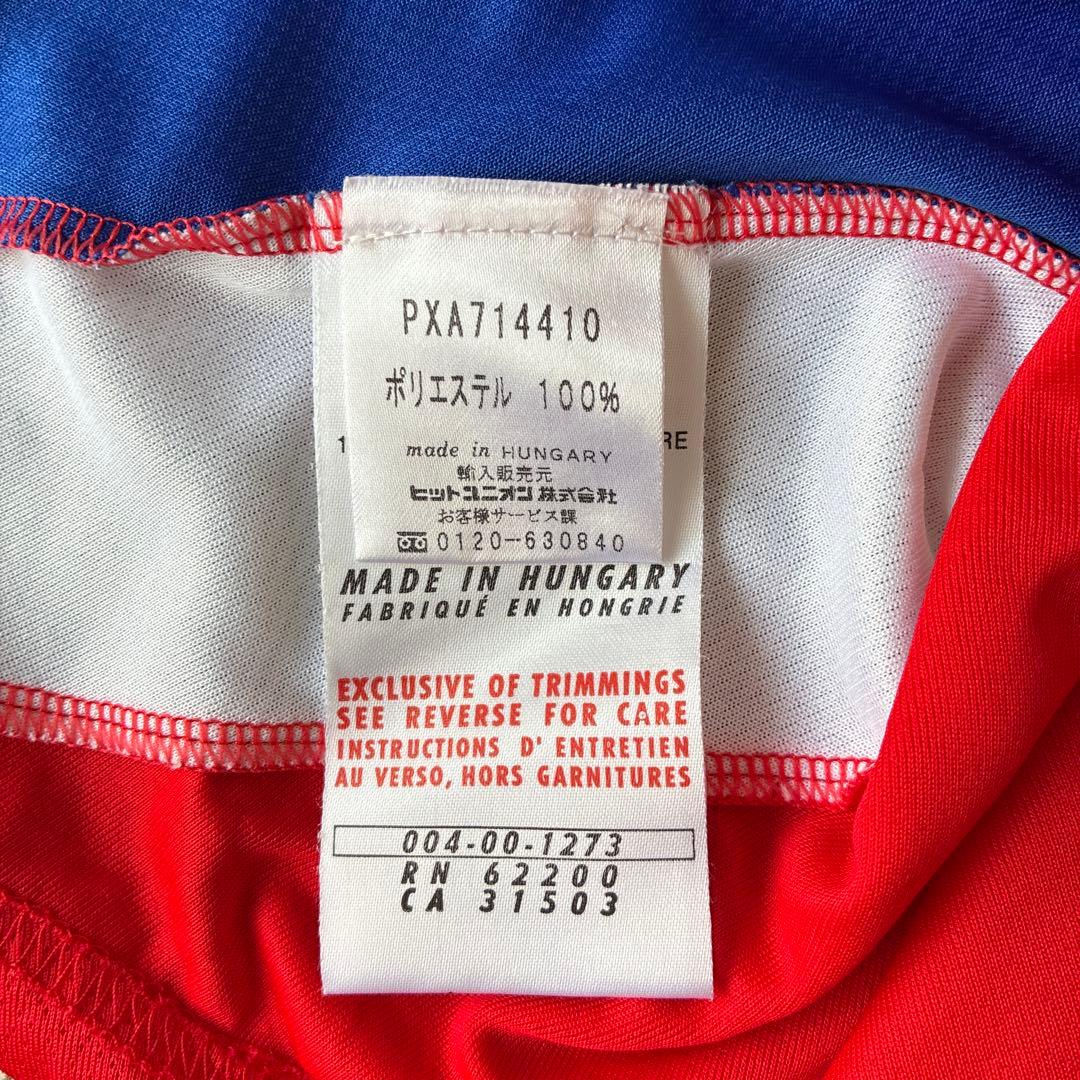 PXA714410
ポリエステル 100%
made in HUNGARY
輸入販売元
ヒットユニオン株式会社
お客様サービス課
0120-630840
1
RE
MADE IN HUNGARY
FABRIQUÉ EN HONGRIE
EXCLUSIVE OF TRIMMINGS
SEE REVERSE FOR CARE
INSTRUCTIONS D' ENTRETIEN
AU VERSO, HORS GARNITURES
004-00-1273
RN 62200
CA 31503